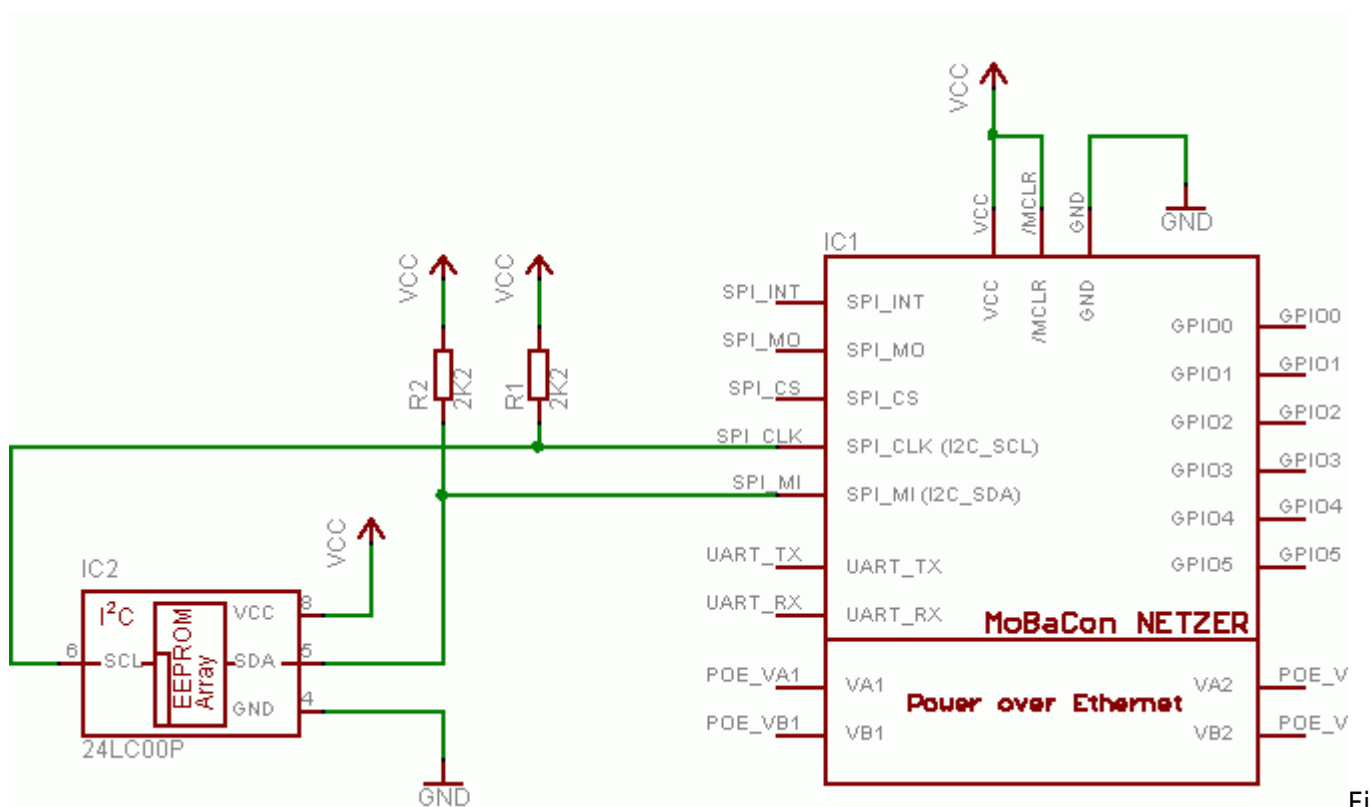 VCC
VCC
/MCLR
GND
GND
IC1
VCC
/MCLR
GND
VCC
VCC
R2
2K2
R1
2K2
SPI_INT
SPI_INT
GPIO0
GPIO0
SPI_MO
SPI_MO
GPIO1
GPIO1
SPI_CS
SPI_CS
GPIO2
GPIO2
SPI_CLK
SPI_CLK (I2C_SCL)
GPIO3
GPIO3
SPI_MI
SPI_MI (I2C_SDA)
GPIO4
GPIO4
UART_TX
UART_TX
GPIO5
GPIO5
UART_RX
UART_RX
MoBaCon NETZER
POE_VA1
VA1
VA2
POE_V
Power over Ethernet
POE_VB1
VB1
VB2
POE_V
VCC
IC2
I²C
EEPROM
Array
VCC
8
6
SCL
SDA
5
GND
4
24LC00P
GND
Fi